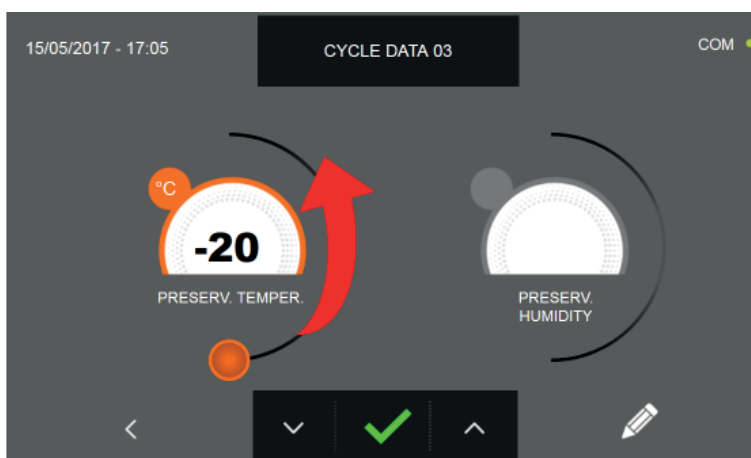 15/05/2017 - 17:05
CYCLE DATA 03
COM
°C
-20
PRESERV. TEMPER.
PRESERV.
HUMIDITY